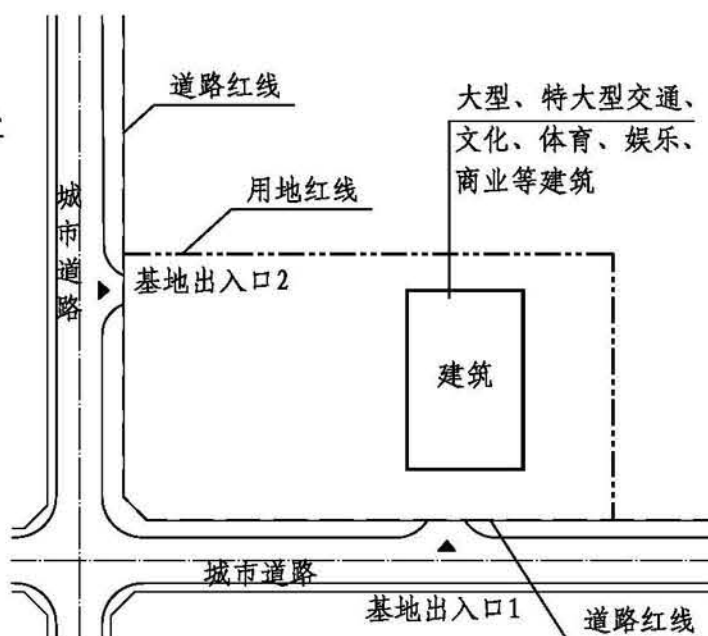 道路红线
大型、特大型交通、
文化、体育、娱乐、
商业等建筑
用地红线
城市道路
基地出入口2
建筑
城市道路
基地出入口1
道路红线